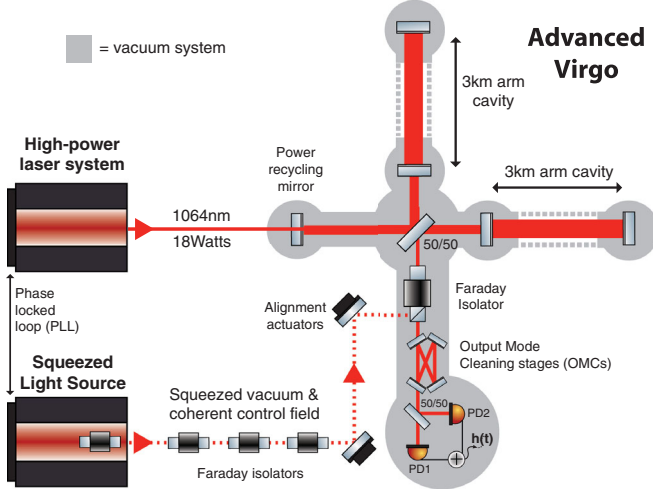 Advanced
Virgo
= vacuum system
3km arm
cavity
High-power
laser system
Power
recycling
mirror
3km arm cavity
1064nm
18Watts
50/50
Phase
locked
loop (PLL)
Alignment
actuators
Faraday
Isolator
Output Mode
Cleaning stages (OMCs)
Squeezed
Light Source
Squeezed vacuum &
coherent control field
50/50
PD2
h(t)
Faraday isolators
PD1